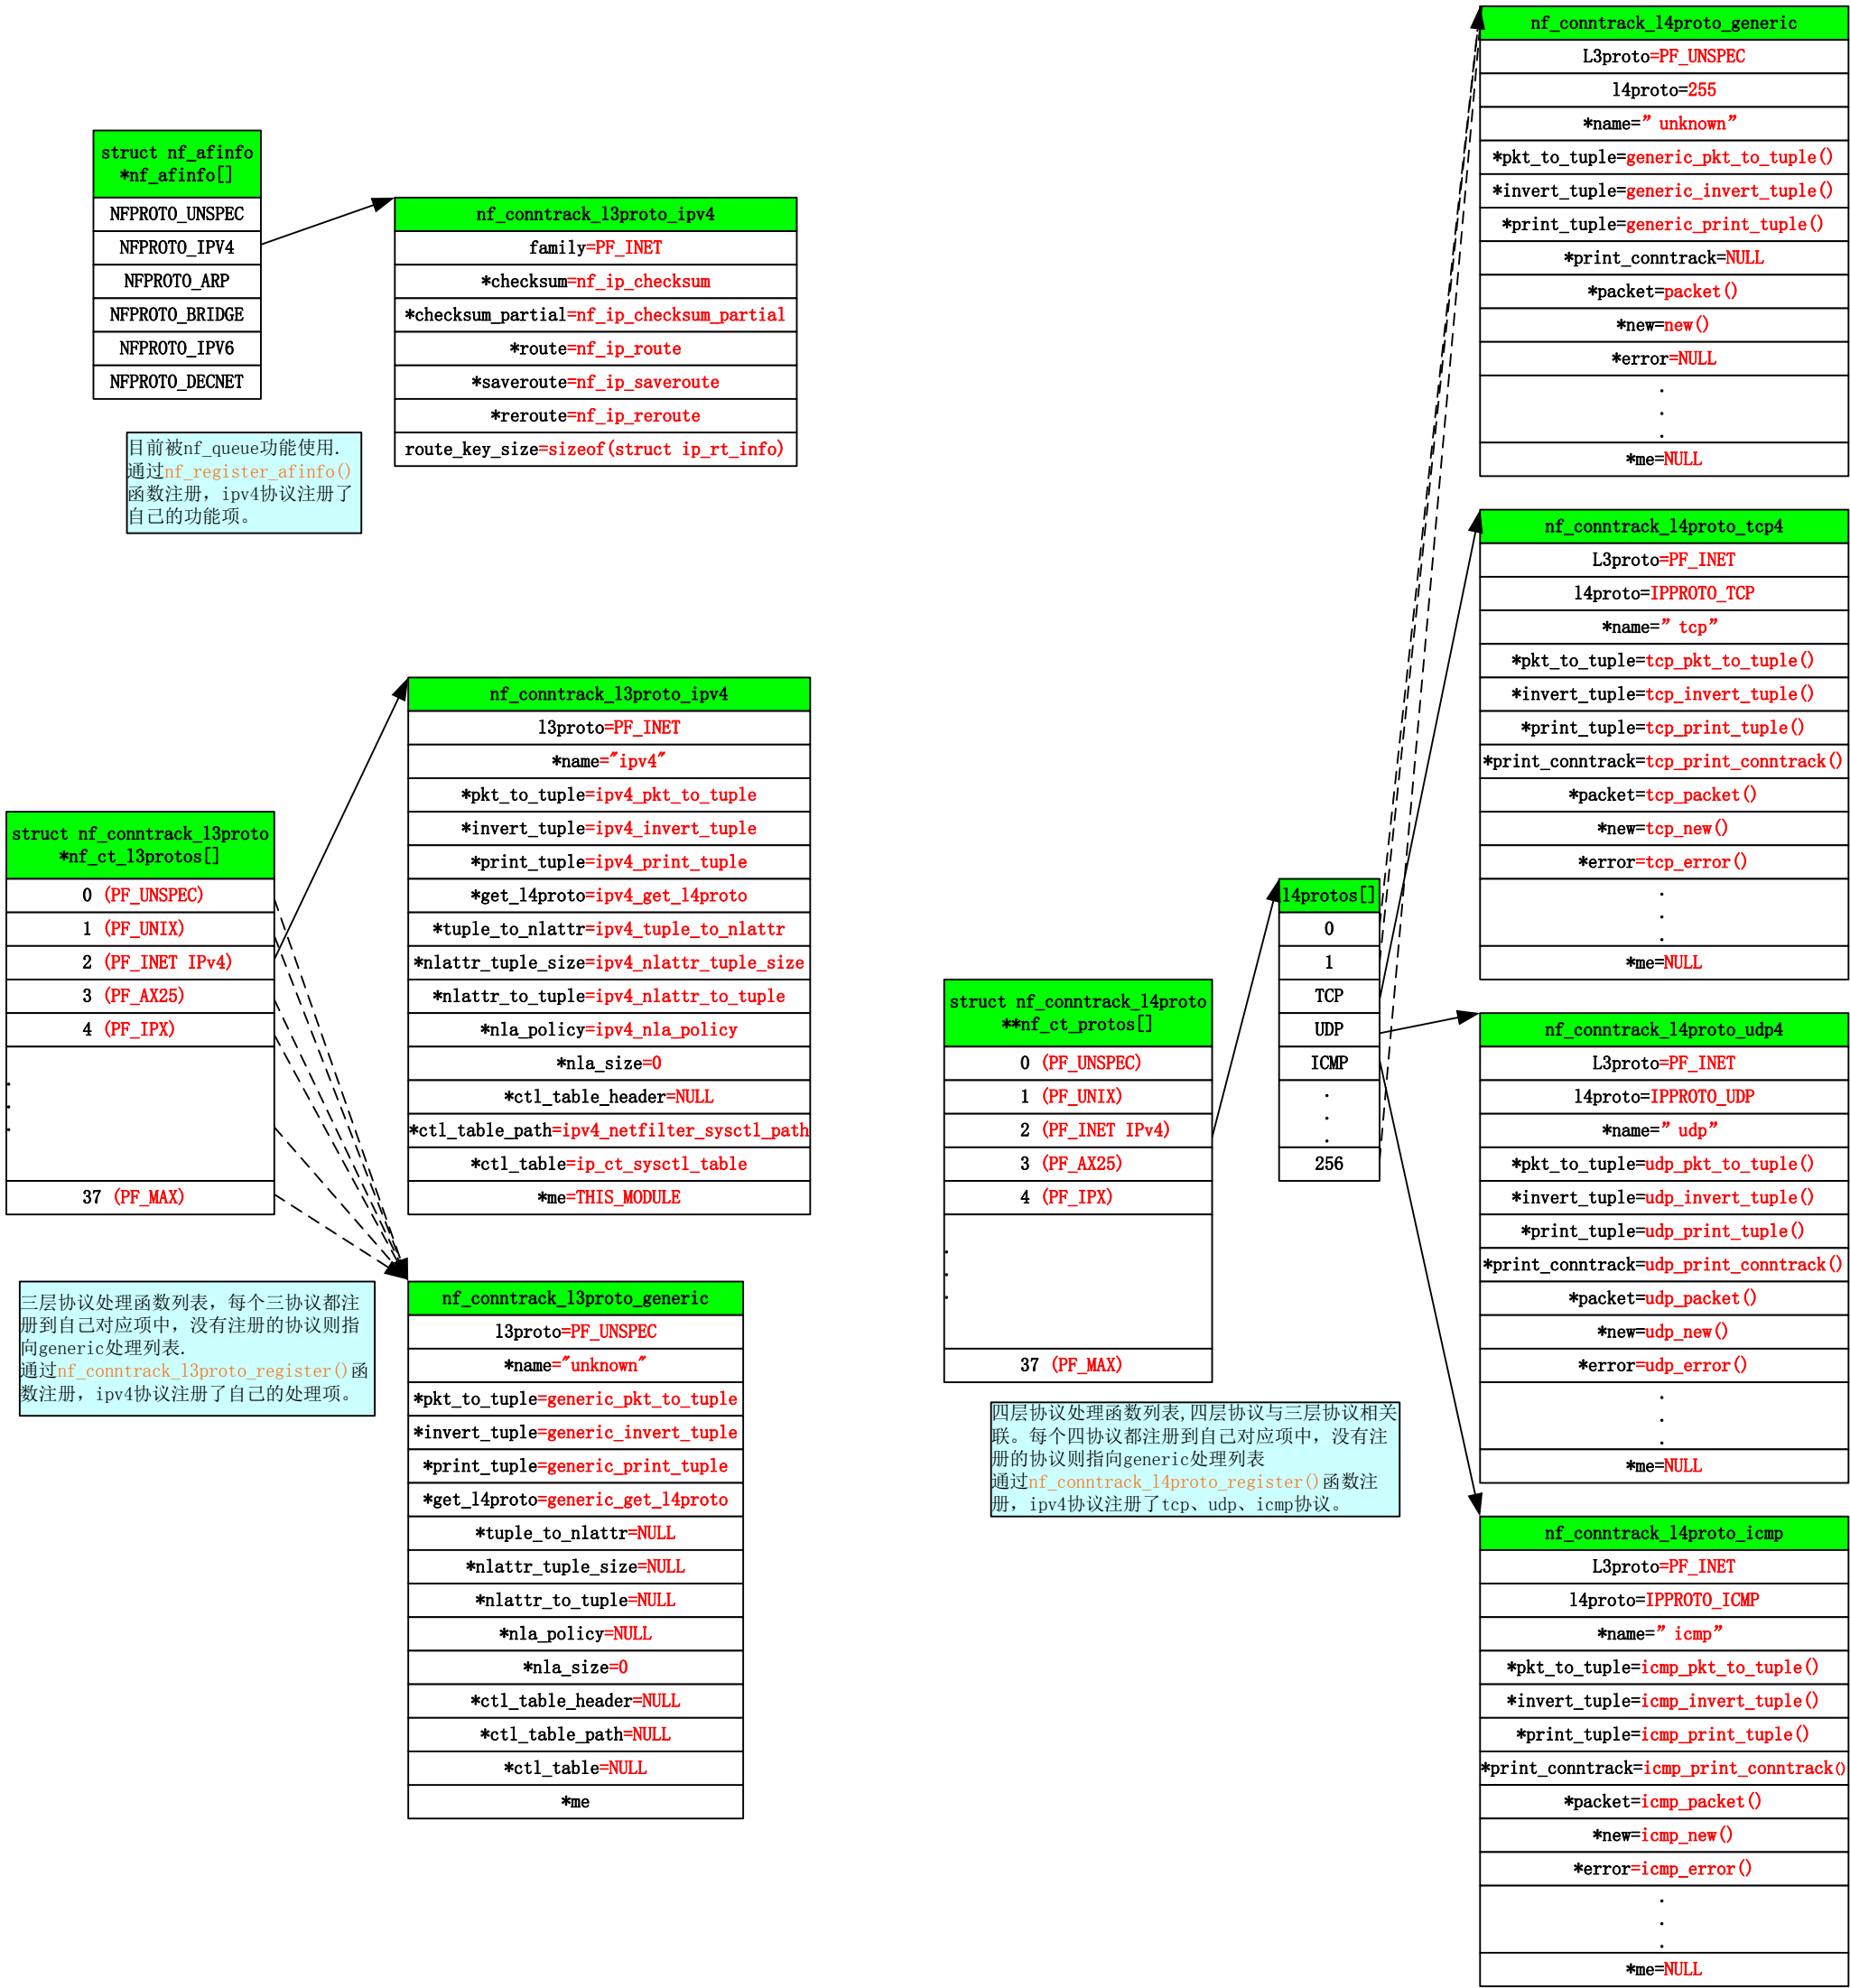 struct nf_afinfo
*nf_afinfo[]
NFPROTO_UNSPEC
NFPROTO_IPV4
NFPROTO_ARP
NFPROTO_BRIDGE
NFPROTO_IPV6
NFPROTO_DECNET
目前被nf_queue功能使用.
通过nf_register_afinfo()
函数注册，ipv4协议注册了
自己的功能项。
nf_conntrack_l3proto_ipv4
family=PF_INET
*checksum=nf_ip_checksum
*checksum_partial=nf_ip_checksum_partial
*route=nf_ip_route
*saveroute=nf_ip_saveroute
*reroute=nf_ip_reroute
route_key_size=sizeof(struct ip_rt_info)
struct nf_conntrack_l3proto
*nf_ct_l3protos[]
0 (PF_UNSPEC)
1 (PF_UNIX)
2 (PF_INET IPv4)
3 (PF_AX25)
4 (PF_IPX)
.
.
.
37 (PF_MAX)
三层协议处理函数列表，每个三协议都注
册到自己对应项中，没有注册的协议则指
向generic处理列表.
通过nf_conntrack_l3proto_register()函
数注册，ipv4协议注册了自己的处理项。
nf_conntrack_l3proto_ipv4
l3proto=PF_INET
*name="ipv4"
*pkt_to_tuple=ipv4_pkt_to_tuple
*invert_tuple=ipv4_invert_tuple
*print_tuple=ipv4_print_tuple
*get_l4proto=ipv4_get_l4proto
*tuple_to_nlattr=ipv4_tuple_to_nlattr
*nlattr_tuple_size=ipv4_nlattr_tuple_size
*nlattr_to_tuple=ipv4_nlattr_to_tuple
*nla_policy=ipv4_nla_policy
*nla_size=0
*ctl_table_header=NULL
*ctl_table_path=ipv4_netfilter_sysctl_path
*ctl_table=ip_ct_sysctl_table
*me=THIS_MODULE
nf_conntrack_l3proto_generic
l3proto=PF_UNSPEC
*name="unknown"
*pkt_to_tuple=generic_pkt_to_tuple
*invert_tuple=generic_invert_tuple
*print_tuple=generic_print_tuple
*get_l4proto=generic_get_l4proto
*tuple_to_nlattr=NULL
*nlattr_tuple_size=NULL
*nlattr_to_tuple=NULL
*nla_policy=NULL
*nla_size=0
*ctl_table_header=NULL
*ctl_table_path=NULL
*ctl_table=NULL
*me
struct nf_conntrack_l4proto
**nf_ct_protos[]
0 (PF_UNSPEC)
1 (PF_UNIX)
2 (PF_INET IPv4)
3 (PF_AX25)
4 (PF_IPX)
.
.
.
37 (PF_MAX)
四层协议处理函数列表,四层协议与三层协议相关
联。每个四协议都注册到自己对应项中，没有注
册的协议则指向generic处理列表
通过nf_conntrack_l4proto_register()函数注
册，ipv4协议注册了tcp、udp、icmp协议。
l4protos[]
0
1
TCP
UDP
ICMP
.
.
.
256
nf_conntrack_l4proto_generic
L3proto=PF_UNSPEC
l4proto=255
*name=”unknown”
*pkt_to_tuple=generic_pkt_to_tuple()
*invert_tuple=generic_invert_tuple()
*print_tuple=generic_print_tuple()
*print_conntrack=NULL
*packet=packet()
*new=new()
*error=NULL
.
.
.
*me=NULL
nf_conntrack_l4proto_tcp4
L3proto=PF_INET
l4proto=IPPROTO_TCP
*name=”tcp”
*pkt_to_tuple=tcp_pkt_to_tuple()
*invert_tuple=tcp_invert_tuple()
*print_tuple=tcp_print_tuple()
*print_conntrack=tcp_print_conntrack()
*packet=tcp_packet()
*new=tcp_new()
*error=tcp_error()
.
.
.
*me=NULL
nf_conntrack_l4proto_udp4
L3proto=PF_INET
l4proto=IPPROTO_UDP
*name=”udp”
*pkt_to_tuple=udp_pkt_to_tuple()
*invert_tuple=udp_invert_tuple()
*print_tuple=udp_print_tuple()
*print_conntrack=udp_print_conntrack()
*packet=udp_packet()
*new=udp_new()
*error=udp_error()
.
.
.
*me=NULL
nf_conntrack_l4proto_icmp
L3proto=PF_INET
l4proto=IPPROTO_ICMP
*name=”icmp”
*pkt_to_tuple=icmp_pkt_to_tuple()
*invert_tuple=icmp_invert_tuple()
*print_tuple=icmp_print_tuple()
*print_conntrack=icmp_print_conntrack()
*packet=icmp_packet()
*new=icmp_new()
*error=icmp_error()
.
.
.
*me=NULL